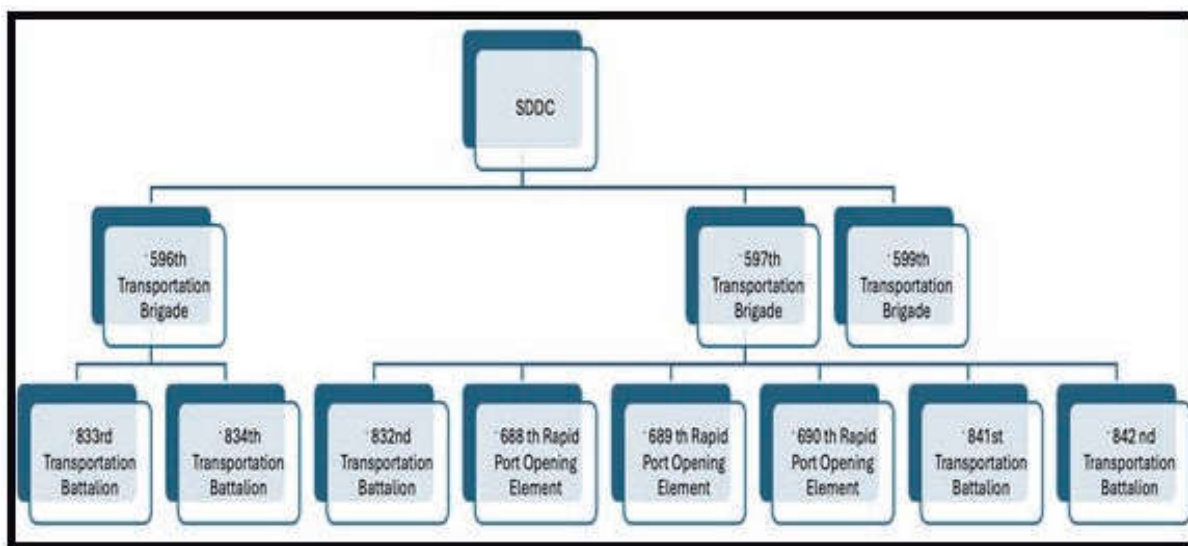 SDDC
596th
Transportation
Brigade
597th
Transportation
Brigade
599th
Transportation
Brigade
833rd
Transportation
Battalion
834th
Transportation
Battalion
832nd
Transportation
Battalion
688 th Rapid
Port Opening
Element
689 th Rapid
Port Opening
Element
690 th Rapid
Port Opening
Element
841st
Transportation
Battalion
842 nd
Transportation
Battalion